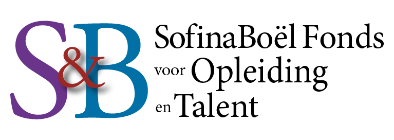 S&B
SofinaBoël Fonds
voor Opleiding
en Talent